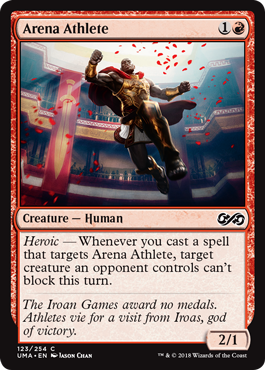 Arena Athlete 1
Creature — Human
Heroic — Whenever you cast a spell
that targets Arena Athlete, target
creature an opponent controls can't
block this turn.
The Iroan Games award no medals.
Athletes vie for a visit from Iroas, god
of victory.
2/1
123/254 C
UMA • EN Jason Chan
™ & © 2018 Wizards of the Coast